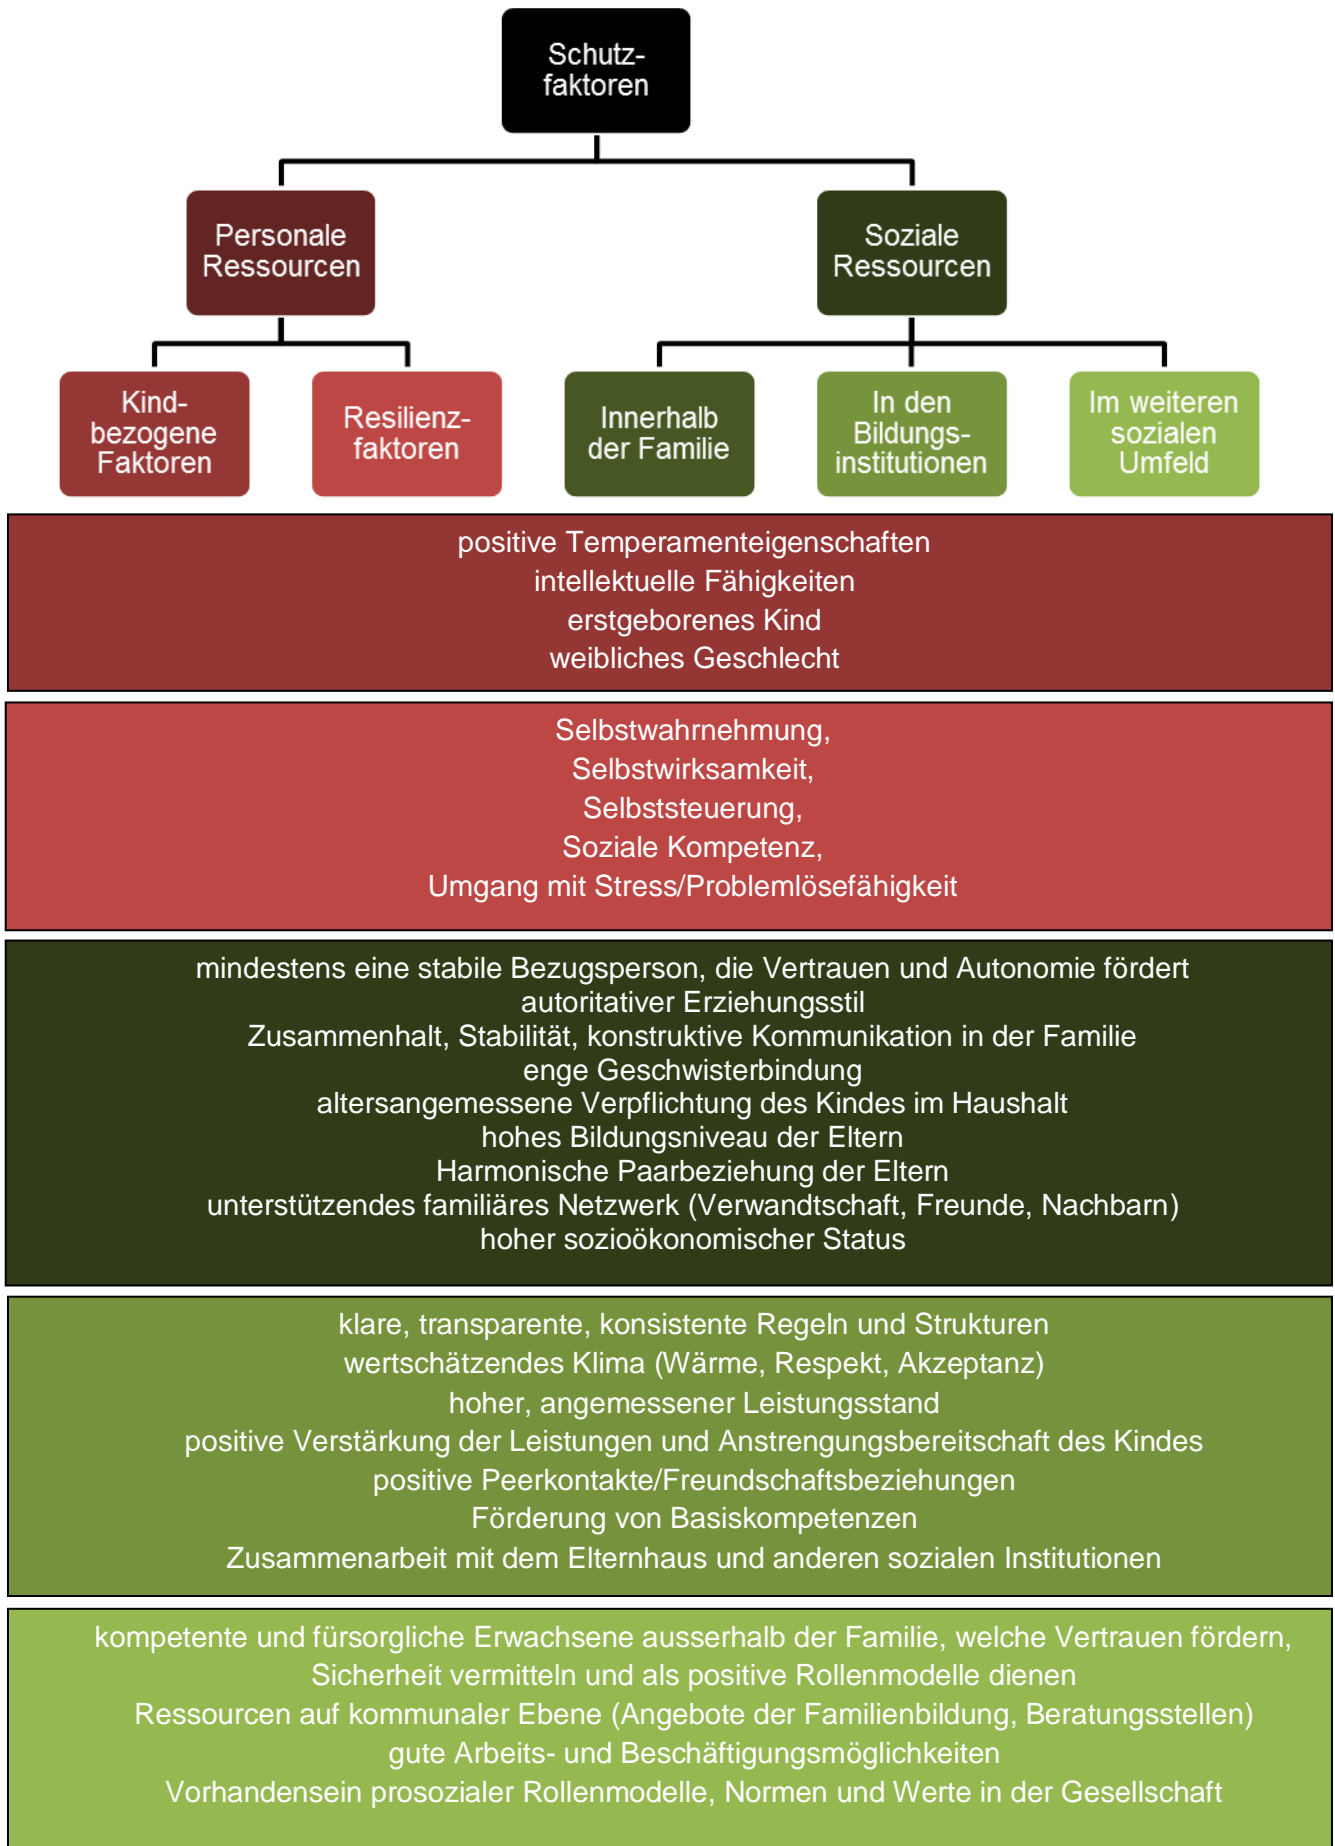 Schutz-
faktoren
Personale
Ressourcen
Soziale
Ressourcen
Kind-
bezogene
Faktoren
Resilienz-
faktoren
Innerhalb
der Familie
In den
Bildungs-
institutionen
Im weiteren
sozialen
Umfeld
positive Temperamenteigenschaften
intellektuelle Fähigkeiten
erstgeborenes Kind
weibliches Geschlecht
Selbstwahrnehmung,
Selbstwirksamkeit,
Selbststeuerung,
Soziale Kompetenz,
Umgang mit Stress/Problemlösefähigkeit
mindestens eine stabile Bezugsperson, die Vertrauen und Autonomie fördert
autoritativer Erziehungsstil
Zusammenhalt, Stabilität, konstruktive Kommunikation in der Familie
enge Geschwisterbindung
altersangemessene Verpflichtung des Kindes im Haushalt
hohes Bildungsniveau der Eltern
Harmonische Paarbeziehung der Eltern
unterstützendes familiäres Netzwerk (Verwandtschaft, Freunde, Nachbarn)
hoher sozioökonomischer Status
klare, transparente, konsistente Regeln und Strukturen
wertschätzendes Klima (Wärme, Respekt, Akzeptanz)
hoher, angemessener Leistungsstand
positive Verstärkung der Leistungen und Anstrengungsbereitschaft des Kindes
positive Peerkontakte/Freundschaftsbeziehungen
Förderung von Basiskompetenzen
Zusammenarbeit mit dem Elternhaus und anderen sozialen Institutionen
kompetente und fürsorgliche Erwachsene ausserhalb der Familie, welche Vertrauen fördern,
Sicherheit vermitteln und als positive Rollenmodelle dienen
Ressourcen auf kommunaler Ebene (Angebote der Familienbildung, Beratungsstellen)
gute Arbeits- und Beschäftigungsmöglichkeiten
Vorhandensein prosozialer Rollenmodelle, Normen und Werte in der Gesellschaft